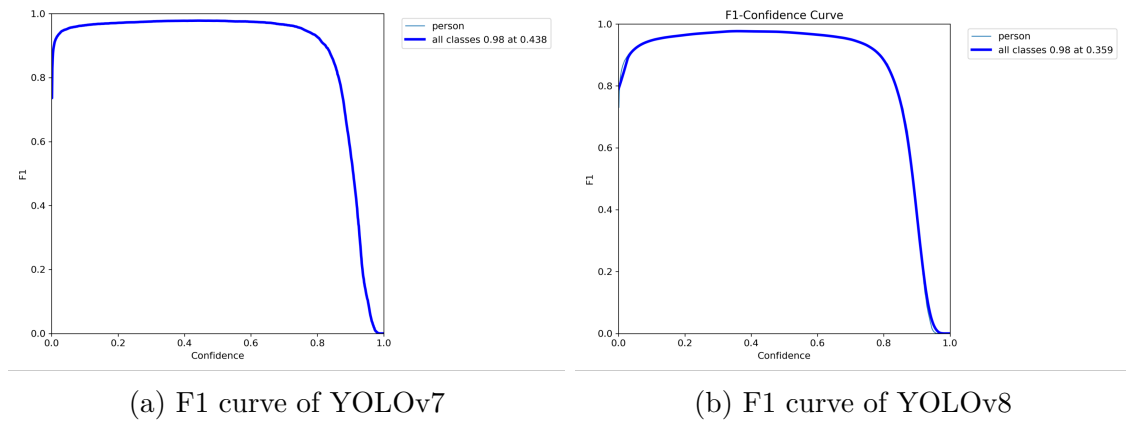 1.0
0.8
0.6
0.4
0.2
0.0
F1
0.0 0.2 0.4 0.6 0.8 1.0
Confidence
person
all classes 0.98 at 0.438
(a) F1 curve of YOLOv7
F1-Confidence Curve
1.0
0.8
0.6
0.4
0.2
0.0
F1
0.0 0.2 0.4 0.6 0.8 1.0
Confidence
person
all classes 0.98 at 0.359
(b) F1 curve of YOLOv8